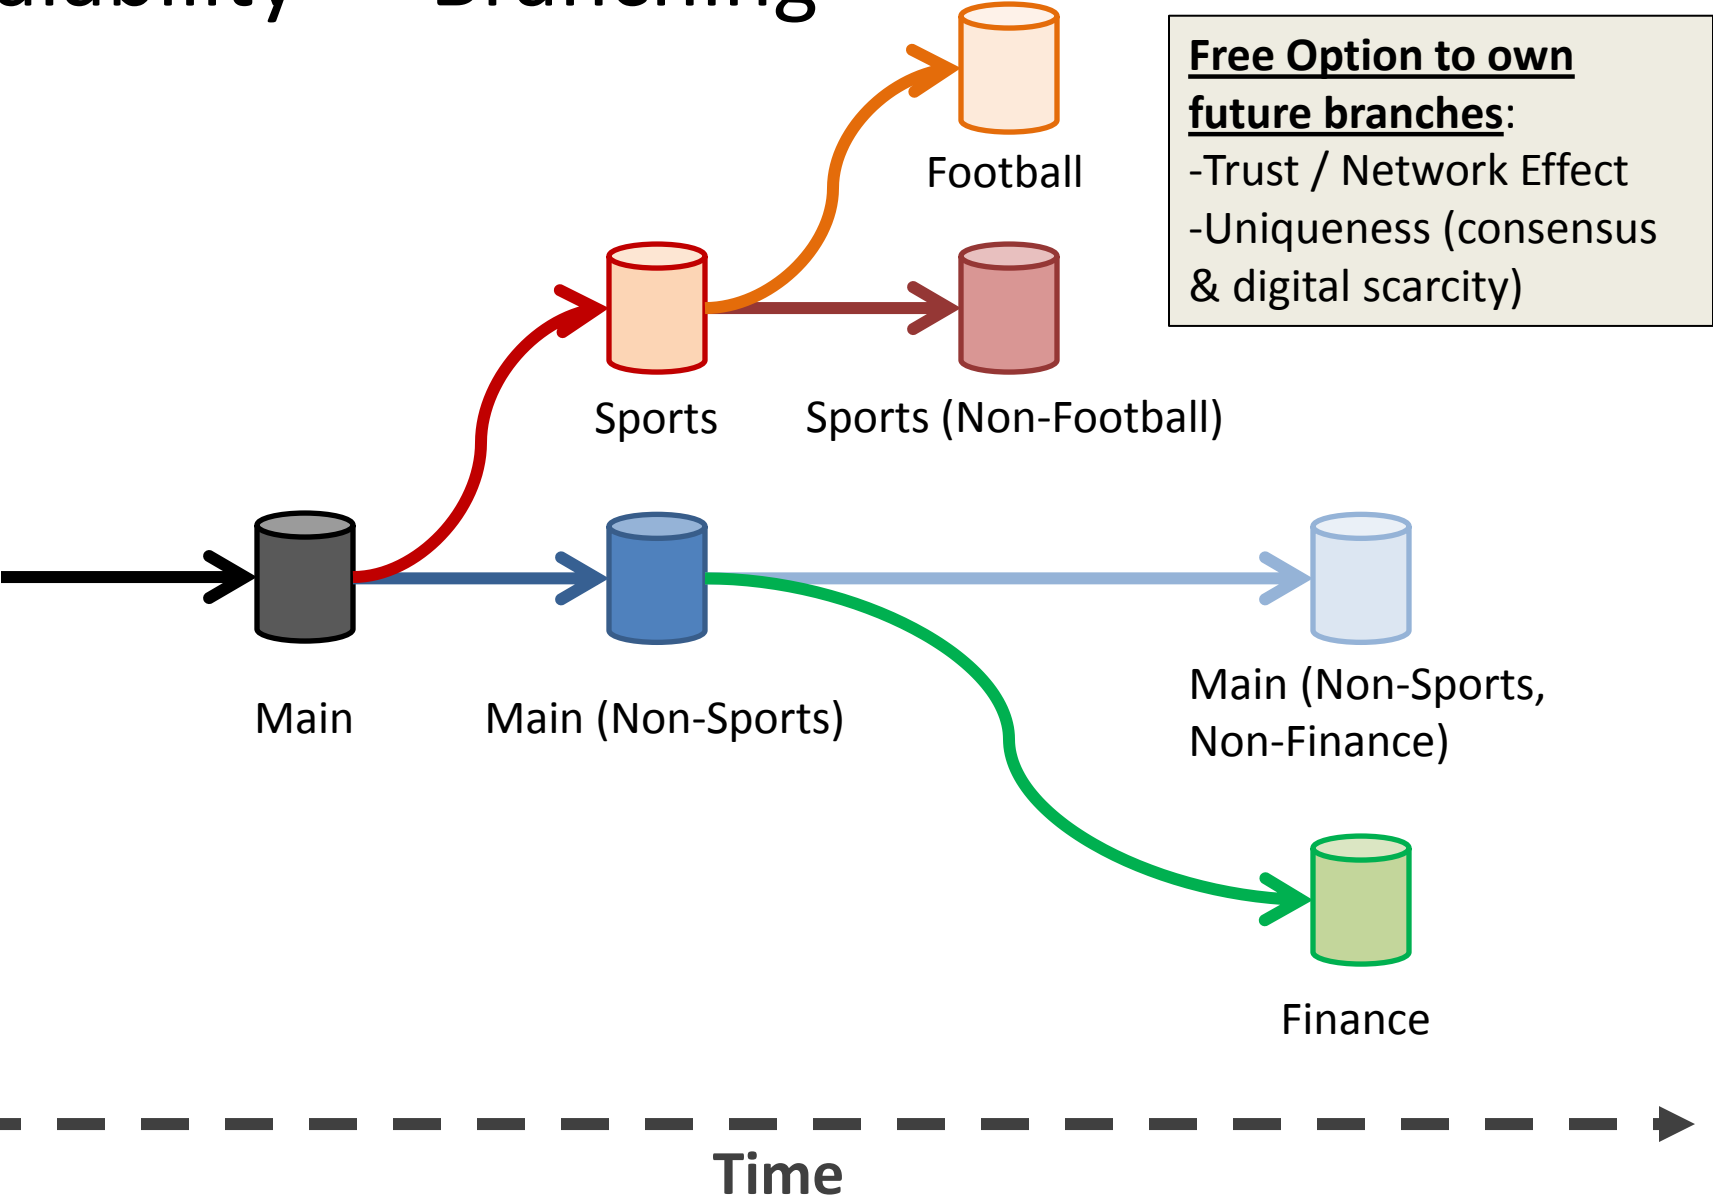 Branching
Free Option to own
future branches:
-Trust / Network Effect
-Uniqueness (consensus
& digital scarcity)
Football
Sports
Sports (Non-Football)
Main
Main (Non-Sports)
Main (Non-Sports,
Non-Finance)
Finance
Time